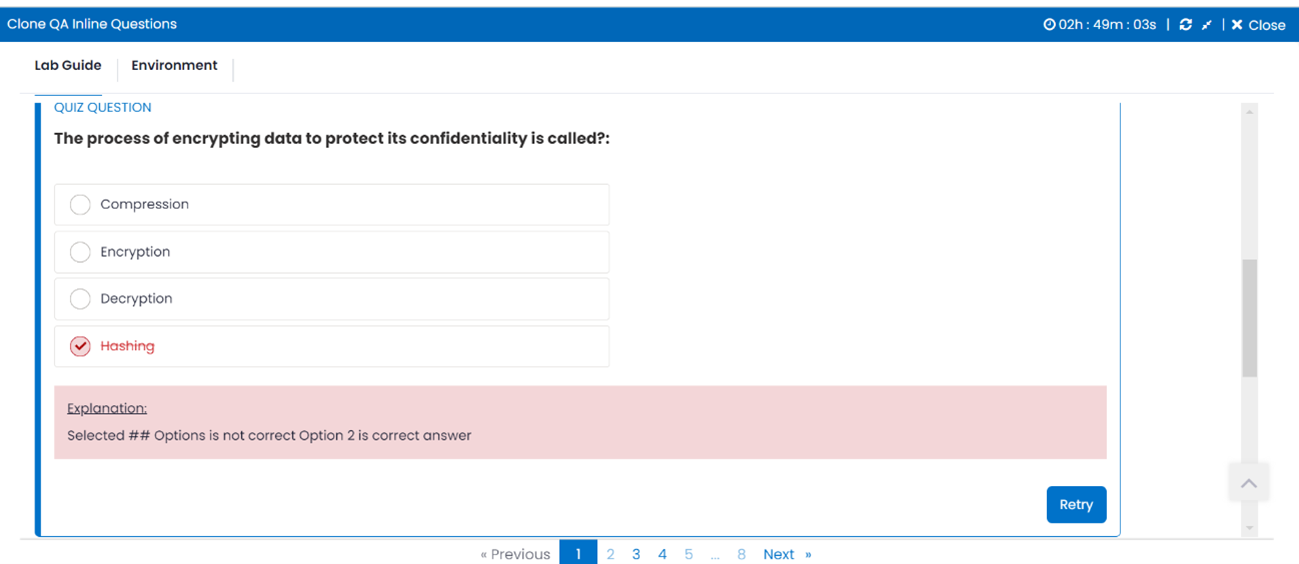 Clone QA Inline Questions
02h : 49m : 03s | | Close
Lab Guide Environment
QUIZ QUESTION
The process of encrypting data to protect its confidentiality is called?:
Compression
Encryption
Decryption
Hashing
Explanation:
Selected ## Options is not correct Option 2 is correct answer
Retry
« Previous 1 2 3 4 5 ... 8 Next »